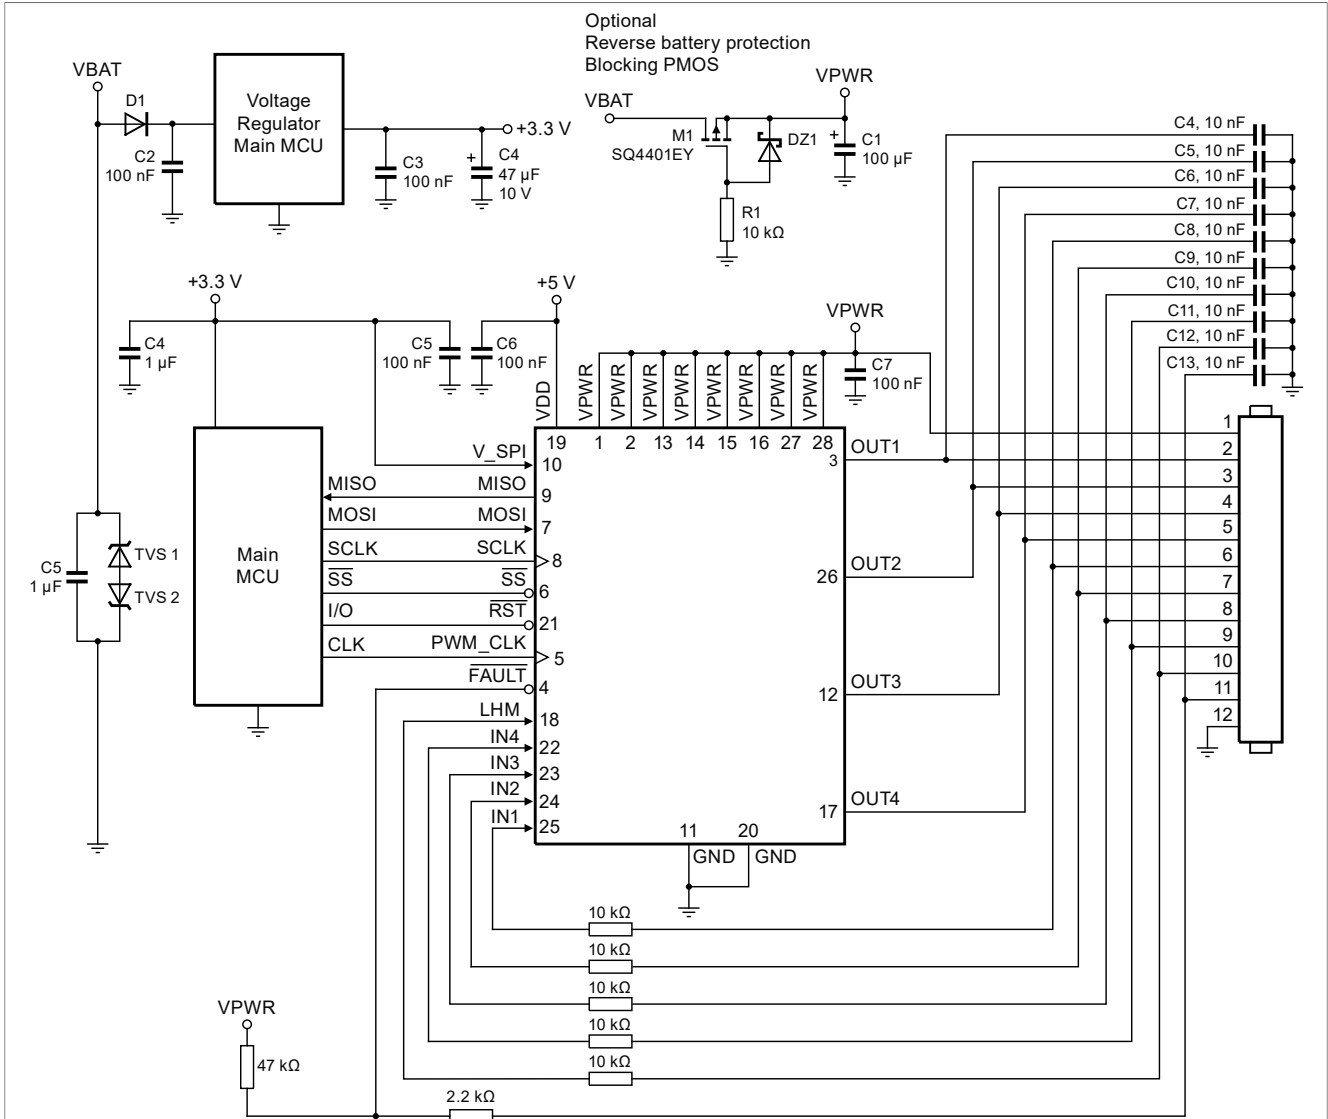 Optional
Reverse battery protection
Blocking PMOS
VBAT
D1
C2
100 nF
Voltage
Regulator
Main MCU
+3.3 V
C3
100 nF
+
C4
47 µF
10 V
VBAT
M1
SQ4401EY
DZ1
VPWR
+
C1
100 µF
R1
10 kΩ
C4, 10 nF
C5, 10 nF
C6, 10 nF
C7, 10 nF
C8, 10 nF
C9, 10 nF
C10, 10 nF
C11, 10 nF
C12, 10 nF
C13, 10 nF
+3.3 V
C4
1 µF
C5
100 nF
+5 V
C6
100 nF
VPWR
C7
100 nF
VDD
VPWR
VPWR
VPWR
VPWR
VPWR
VPWR
VPWR
VPWR
19
1
2
13
14
15
16
27
28
V_SPI
10
MISO
MISO
9
MOSI
MOSI
7
SCLK
SCLK
8
SS
SS
6
I/O
RST
21
CLK
PWM_CLK
5
FAULT
4
LHM
18
IN4
22
IN3
23
IN2
24
IN1
25
Main
MCU
C5
1 µF
TVS 1
TVS 2
3
OUT1
26
OUT2
12
OUT3
17
OUT4
11
20
GND
GND
1
2
3
4
5
6
7
8
9
10
11
12
10 kΩ
10 kΩ
10 kΩ
10 kΩ
10 kΩ
VPWR
47 kΩ
2.2 kΩ